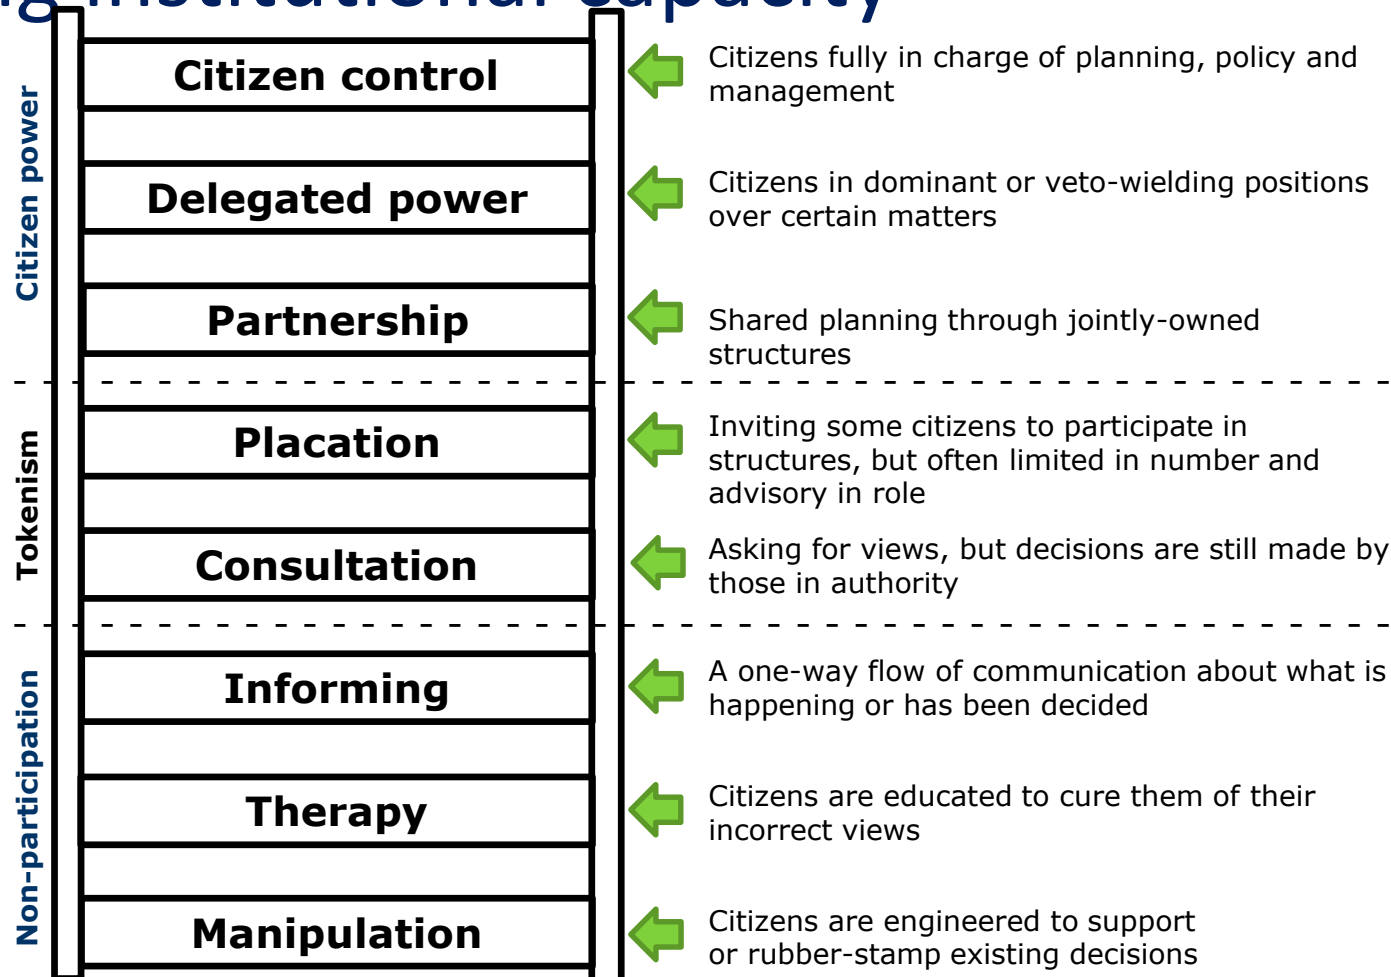 institutional capacity
Citizen power
Citizen control
Citizens fully in charge of planning, policy and
management
Delegated power
Citizens in dominant or veto-wielding positions
over certain matters
Partnership
Shared planning through jointly-owned
structures
Tokenism
Placation
Inviting some citizens to participate in
structures, but often limited in number and
advisory in role
Consultation
Asking for views, but decisions are still made by
those in authority
Non-participation
Informing
A one-way flow of communication about what is
happening or has been decided
Therapy
Citizens are educated to cure them of their
incorrect views
Manipulation
Citizens are engineered to support
or rubber-stamp existing decisions